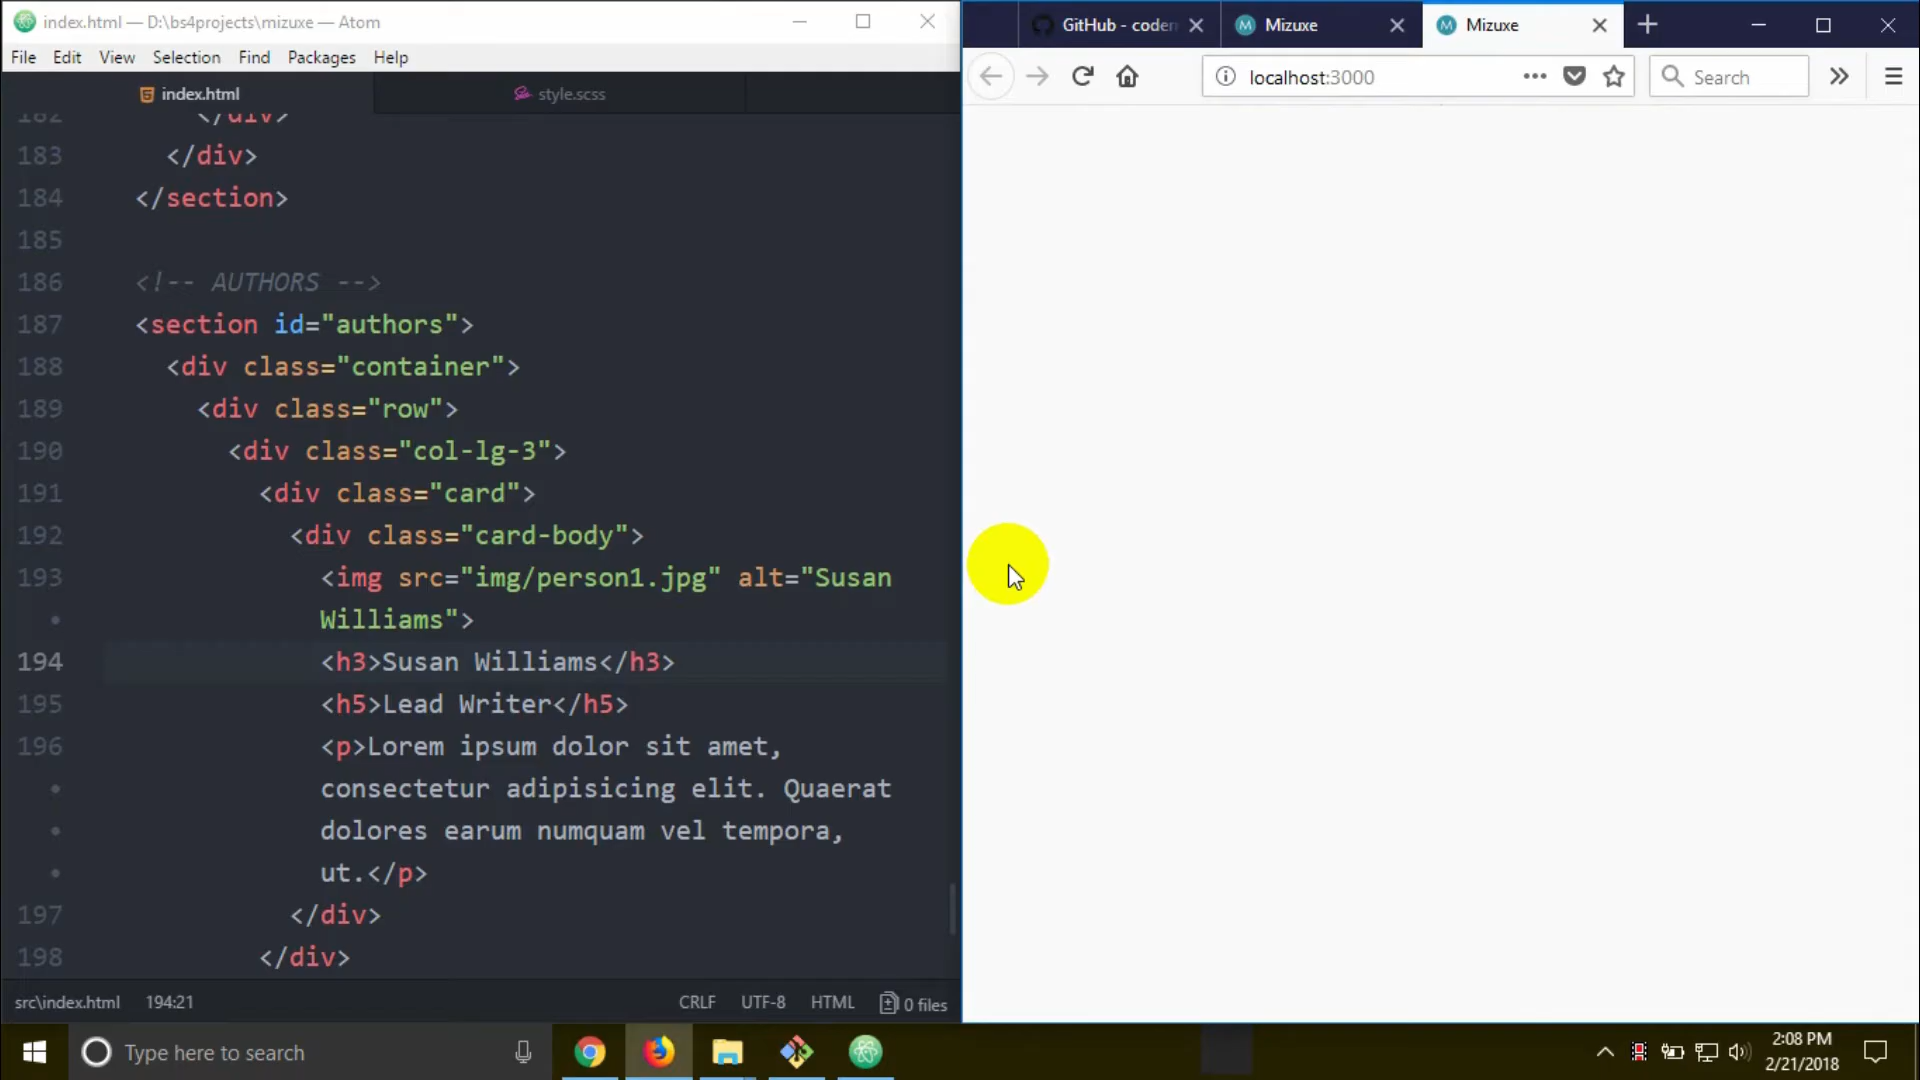 index.html — D:\bs4projects\mizuxe — Atom
File Edit View Selection Find Packages Help
index.html
style.scss
182 </div>
183 </div>
184 </section>
185
186 <!-- AUTHORS -->
187 <section id="authors">
188 <div class="container">
189 <div class="row">
190 <div class="col-lg-3">
191 <div class="card">
192 <div class="card-body">
193 <img src="img/person1.jpg" alt="Susan
Williams">
194 <h3>Susan Williams</h3>
195 <h5>Lead Writer</h5>
196 <p>Lorem ipsum dolor sit amet,
consectetur adipisicing elit. Quaerat
dolores earum numquam vel tempora,
ut.</p>
197 </div>
198 </div>
src\index.html 194:21 CRLF UTF-8 HTML 0 files
GitHub - coden
Mizuxe
Mizuxe
localhost:3000
Search
Type here to search
2:08 PM
2/21/2018